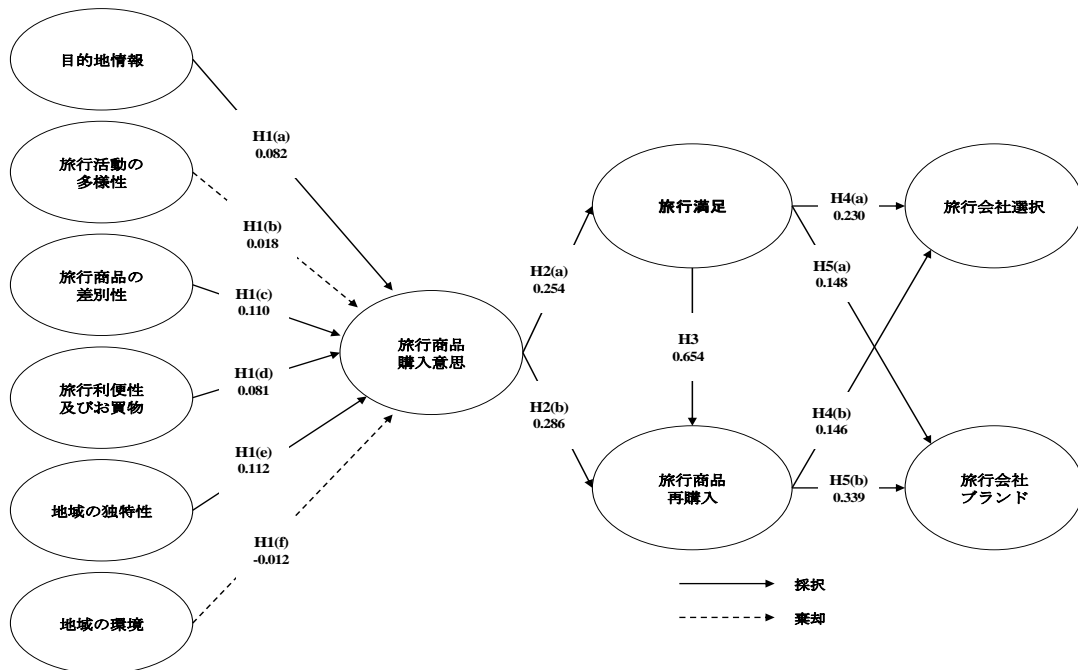 目的地情報
旅行活動の
多様性
旅行商品の
差別性
旅行利便性
及びお買物
地域の独特性
地域の環境
H1(a)
0.082
H1(b)
0.018
H1(c)
0.110
H1(d)
0.081
H1(e)
0.112
H1(f)
-0.012
旅行商品
購入意思
H2(a)
0.254
H2(b)
0.286
旅行満足
H3
0.654
旅行商品
再購入
H4(a)
0.230
H5(a)
0.148
H4(b)
0.146
H5(b)
0.339
旅行会社選択
旅行会社
ブランド
採択
棄却